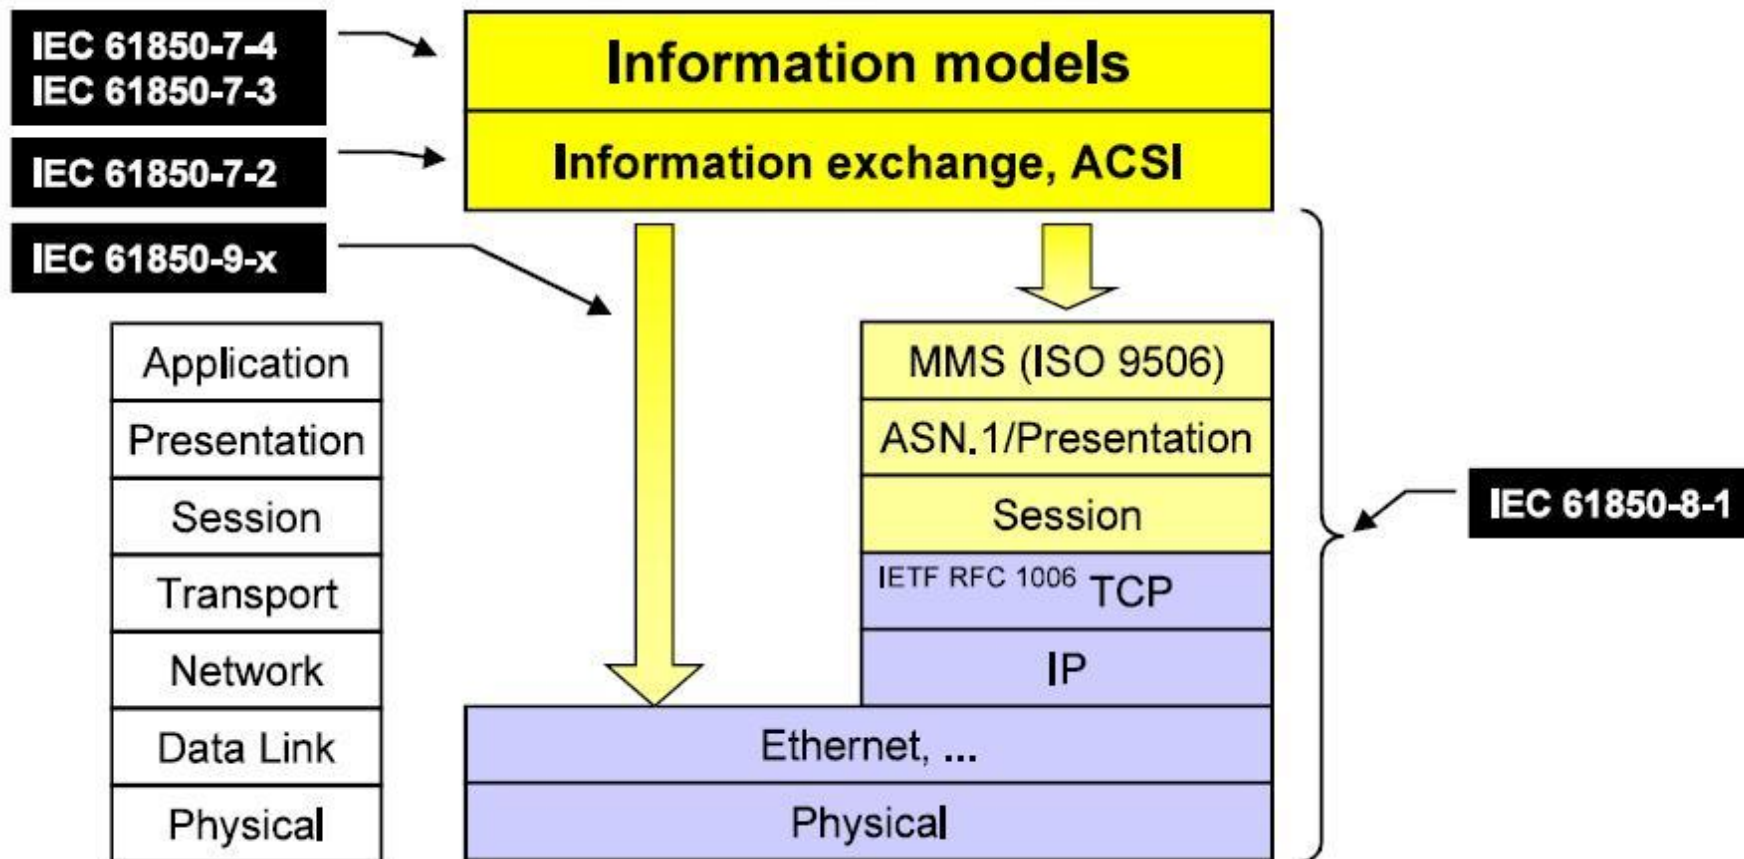 IEC 61850-7-4
IEC 61850-7-3
Information models
IEC 61850-7-2
Information exchange, ACSI
IEC 61850-9-x
Application
MMS (ISO 9506)
Presentation
ASN.1/Presentation
Session
Session
IEC 61850-8-1
Transport
IETF RFC 1006 TCP
Network
IP
Data Link
Ethernet, ...
Physical
Physical